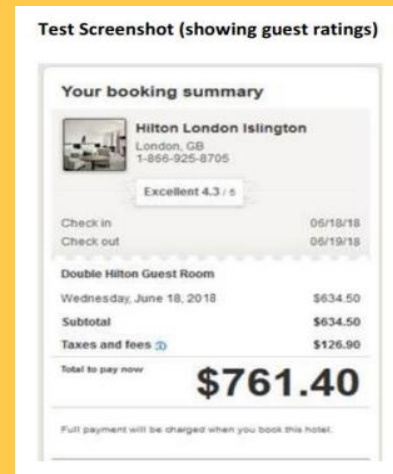 Test Screenshot (showing guest ratings)
Your booking summary
Hilton London Islington
London, GB
1-866-925-8705
Excellent 4.3 / 5
Check in 06/18/18
Check out 06/19/18
Double Hilton Guest Room
Wednesday, June 18, 2018 $634.50
Subtotal $634.50
Taxes and fees $126.90
Total to pay now $761.40
Full payment will be charged when you book this hotel.